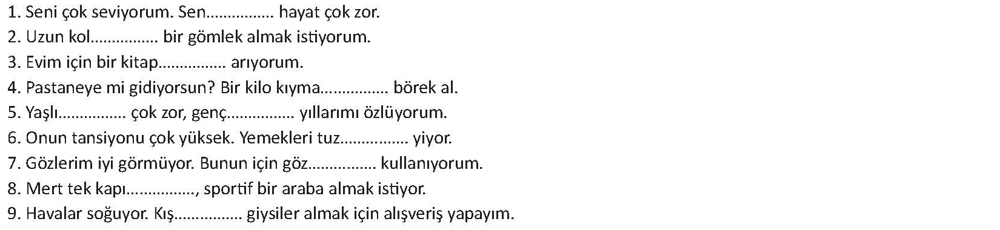 1. Seni çok seviyorum. Sen................ hayat çok zor.
2. Uzun kol................ bir gömlek almak istiyorum.
3. Evim için bir kitap................ arıyorum.
4. Pastaneye mi gidiyorsun? Bir kilo kıyma................ börek al.
5. Yaşlı................ çok zor, genç................ yıllarımı özlüyorum.
6. Onun tansiyonu çok yüksek. Yemekleri tuz................ yiyor.
7. Gözlerim iyi görmüyor. Bunun için göz................ kullanıyorum.
8. Mert tek kapı................, sportif bir araba almak istiyor.
9. Havalar soğuyor. Kış................ giysiler almak için alışveriş yapayım.